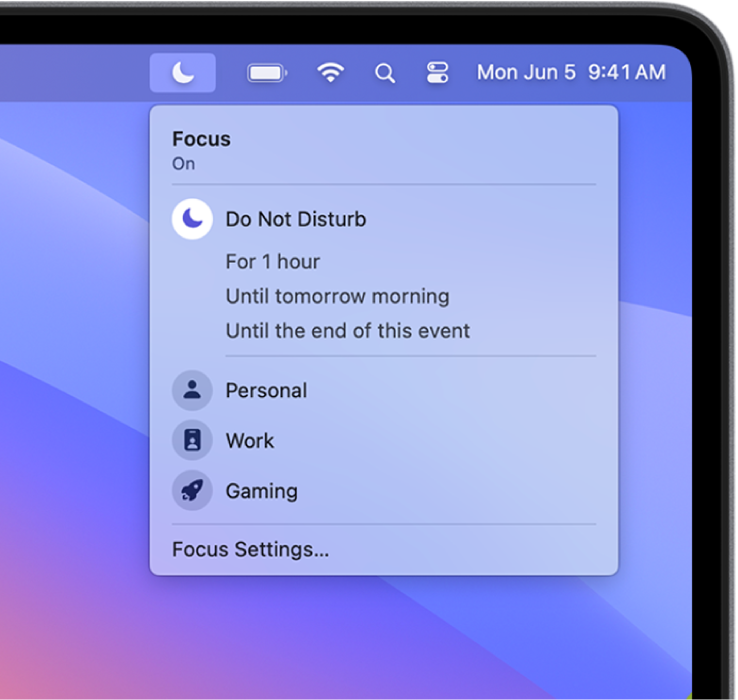 Mon Jun 5 9:41 AM
Focus
On
Do Not Disturb
For 1 hour
Until tomorrow morning
Until the end of this event
Personal
Work
Gaming
Focus Settings...